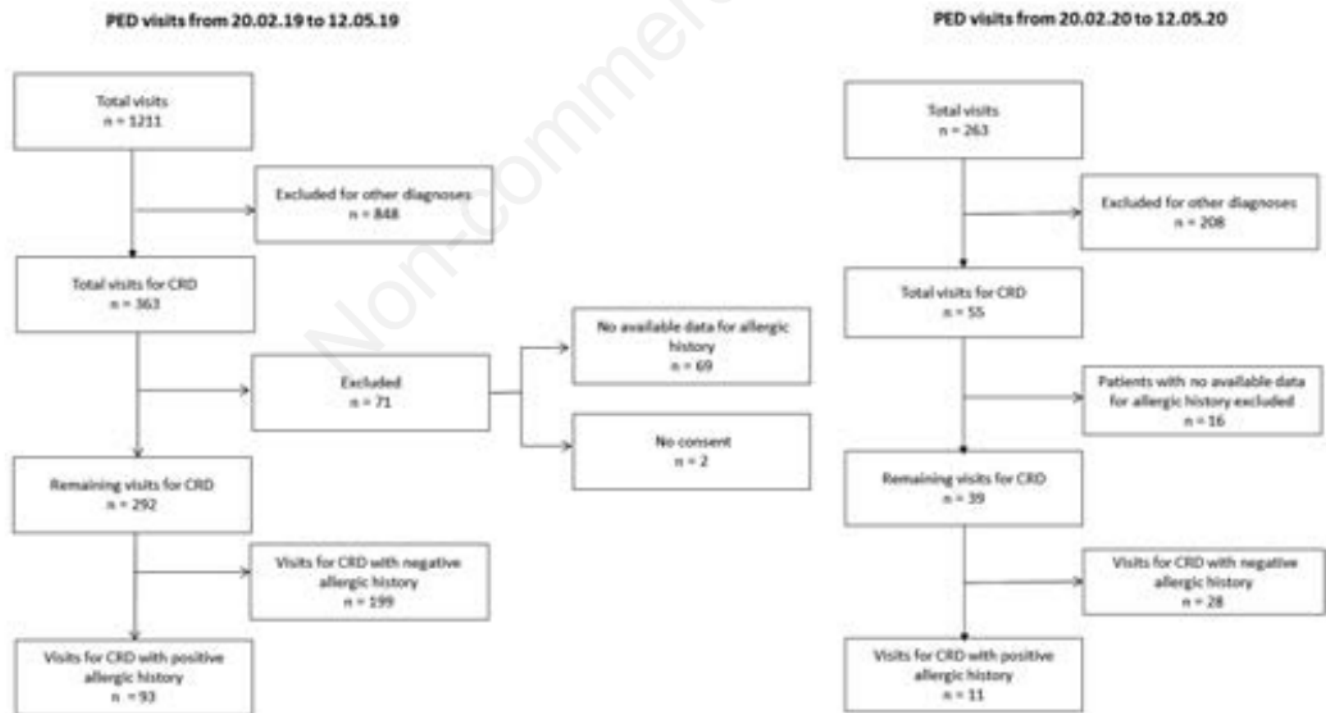 PED visits from 20.02.19 to 12.05.19
Total visits
n = 1211
Excluded for other diagnoses
n = 848
Total visits for CRD
n = 363
Excluded
n = 71
No available data for allergic
history
n = 69
No consent
n = 2
Remaining visits for CRD
n = 292
Visits for CRD with negative
allergic history
n = 199
Visits for CRD with positive
allergic history
n = 93
PED visits from 20.02.20 to 12.05.20
Total visits
n = 263
Excluded for other diagnoses
n = 208
Total visits for CRD
n = 55
Patients with no available data
for allergic history excluded
n = 16
Remaining visits for CRD
n = 39
Visits for CRD with negative
allergic history
n = 28
Visits for CRD with positive
allergic history
n = 11
Non-commer